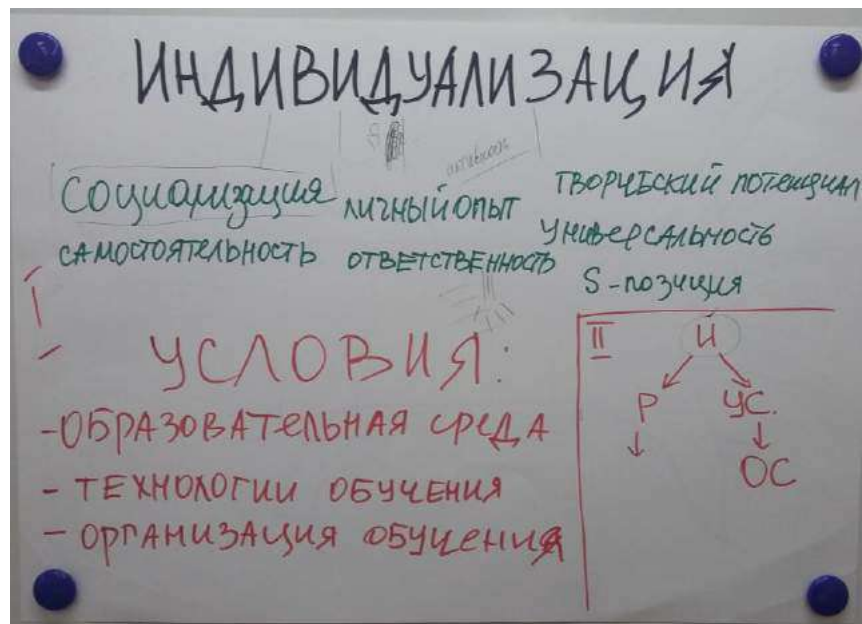 ИНДИВИДУАЛИЗАЦИЯ
Социализация
ЛИЧНЫЙ ОПЫТ
ТВОРЧЕСКИЙ ПОТЕНЦИАЛ
САМОСТОЯТЕЛЬНОСТЬ
ОТВЕТСТВЕННОСТЬ
УНИВЕРСАЛЬНОСТЬ
S-позиция
I
УСЛОВИЯ:
- ОБРАЗОВАТЕЛЬНАЯ СРЕДА
- ТЕХНОЛОГИИ ОБУЧЕНИЯ
- ОРГАНИЗАЦИЯ ОБУЧЕНИЯ
II
И
Р УС.
ОС